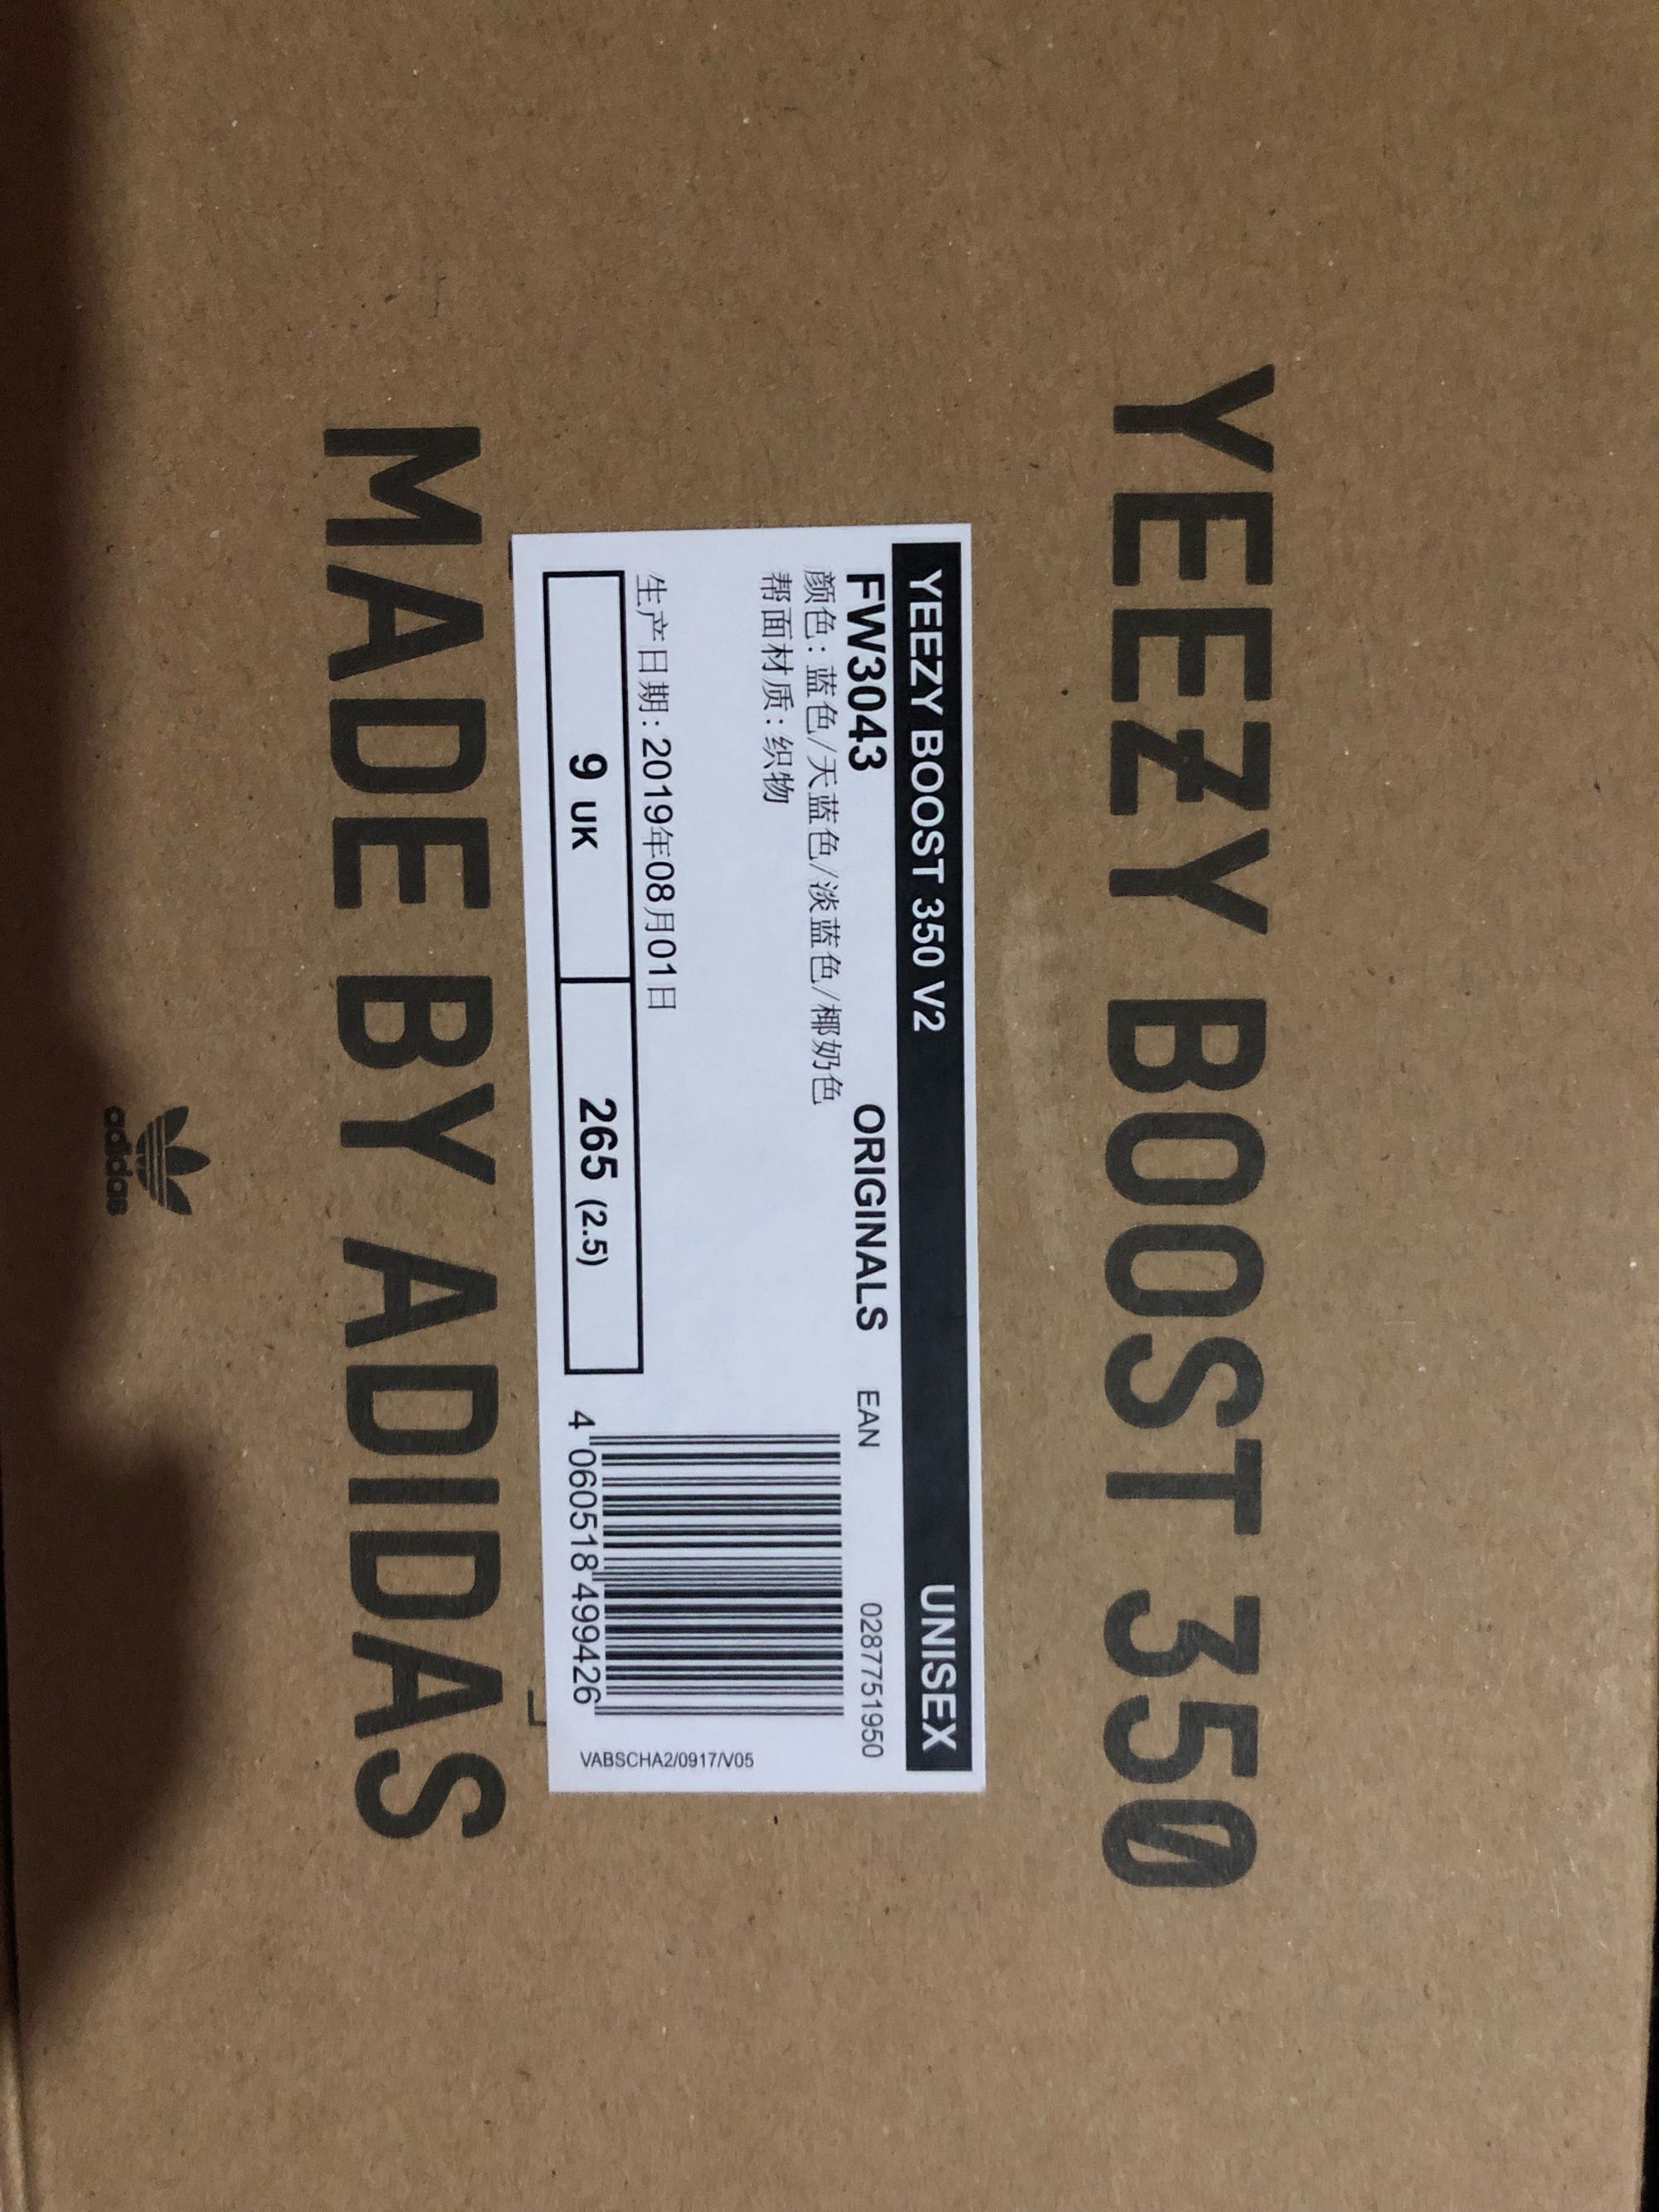 YEEZY BOOST 350
YEEZY BOOST 350 V2 UNISEX
FW3043 ORIGINALS EAN 0287751950
颜色: 蓝色/天蓝色/淡蓝色/椰奶色
帮面材质: 织物
生产日期: 2019年08月01日
9 UK 265 (2.5)
4 060518 499426
VABSCHA2/0917/V05
MADE BY ADIDAS
adidas